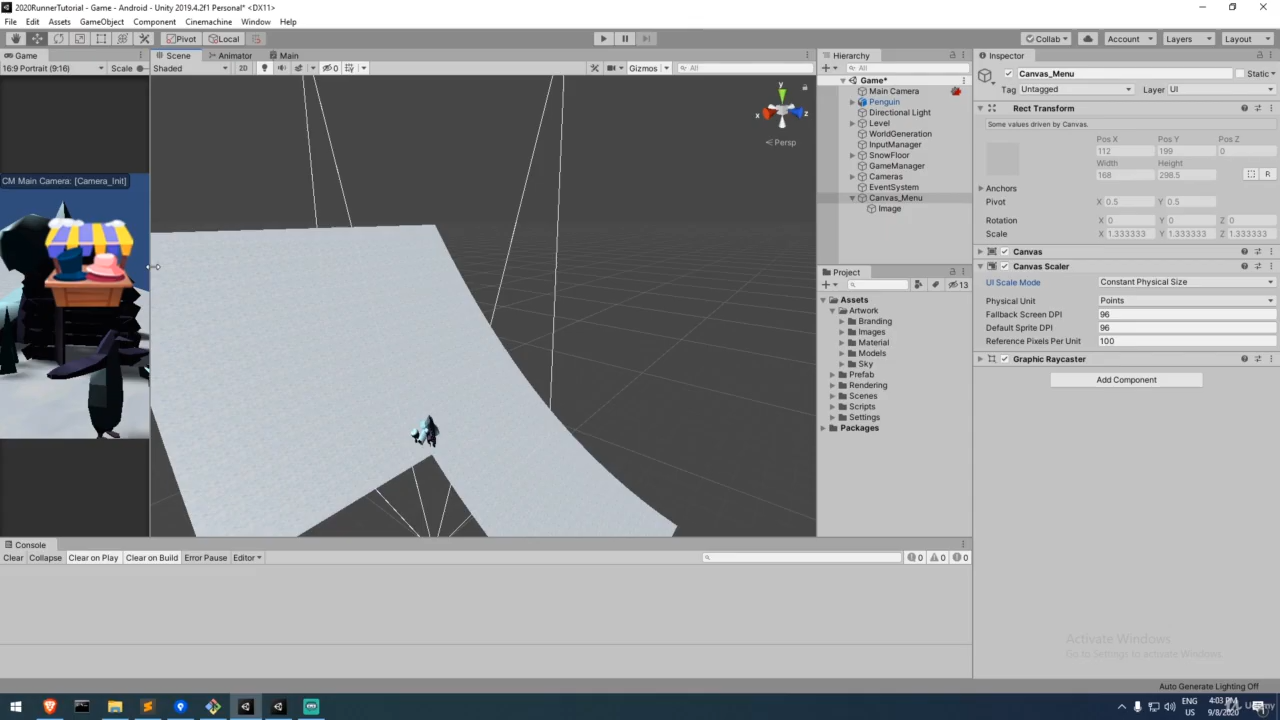 2020RunnerTutorial - Game - Android - Unity 2019.4.2f1 Personal* <DX11>
File Edit Assets GameObject Component Cinemachine Window Help
Pivot Local Collab Account Layers Layout
Game
16:9 Portrait (9:16) Scale
CM Main Camera: [Camera_Init]
Scene Animator Main
Shaded 2D 0 Gizmos All
y
x z
Persp
Hierarchy
All
Game*
Main Camera
Penguin
Directional Light
Level
WorldGeneration
InputManager
SnowFloor
GameManager
Cameras
EventSystem
Canvas_Menu
Image
Project
13
Assets
Artwork
Branding
Images
Material
Models
Sky
Prefab
Rendering
Scenes
Scripts
Settings
Packages
Inspector
Canvas_Menu Static
Tag Untagged Layer UI
Rect Transform
Some values driven by Canvas.
Pos X Pos Y Pos Z
112 199 0
Width Height
168 298.5 R
Anchors
Pivot X 0.5 Y 0.5
Rotation X 0 Y 0 Z 0
Scale X 1.333333 Y 1.333333 Z 1.333333
Canvas
Canvas Scaler
UI Scale Mode Constant Physical Size
Physical Unit Points
Fallback Screen DPI 96
Default Sprite DPI 96
Reference Pixels Per Unit 100
Graphic Raycaster
Add Component
Console
Clear Collapse Clear on Play Clear on Build Error Pause Editor 0 0 0
Activate Windows
Go to Settings to activate Windows.
Auto Generate Lighting Off
ENG 4:03 PM
US 9/8/2020
Udemy